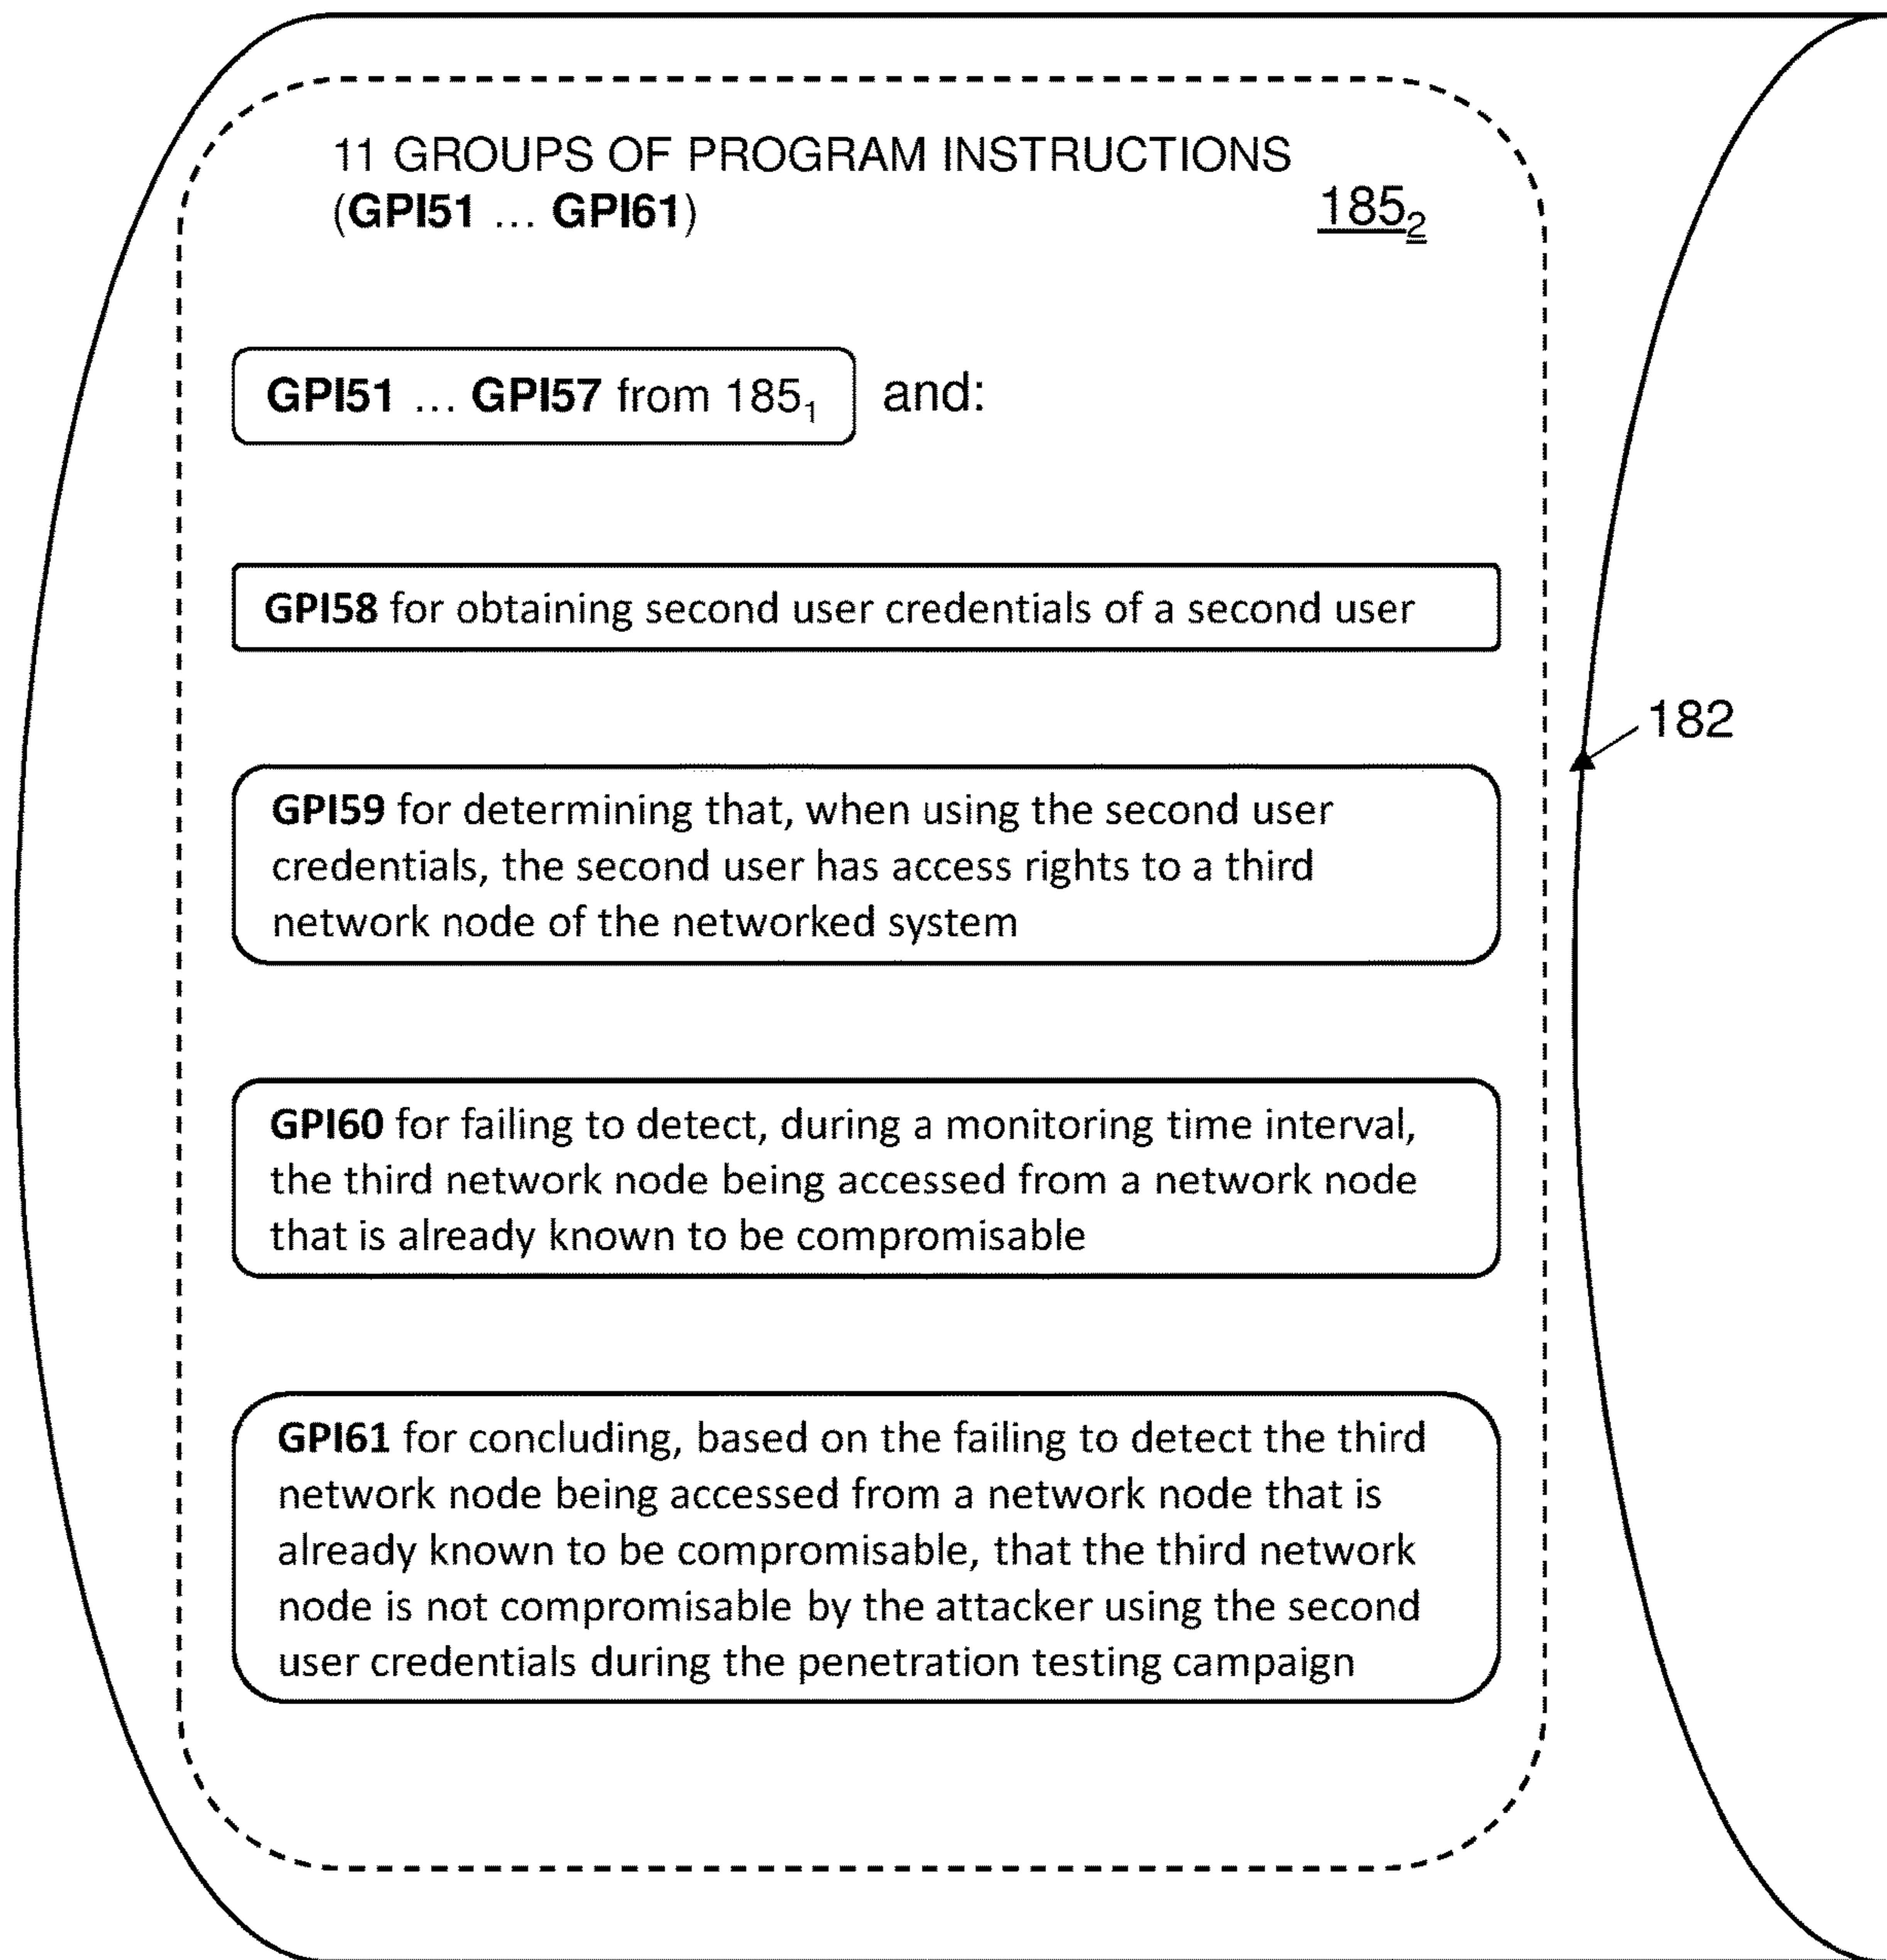 11 GROUPS OF PROGRAM INSTRUCTIONS
(GPI51 ... GPI61)
185₂
GPI51 ... GPI57 from 185₁ and:
GPI58 for obtaining second user credentials of a second user
182
GPI59 for determining that, when using the second user
credentials, the second user has access rights to a third
network node of the networked system
GPI60 for failing to detect, during a monitoring time interval,
the third network node being accessed from a network node
that is already known to be compromisable
GPI61 for concluding, based on the failing to detect the third
network node being accessed from a network node that is
already known to be compromisable, that the third network
node is not compromisable by the attacker using the second
user credentials during the penetration testing campaign